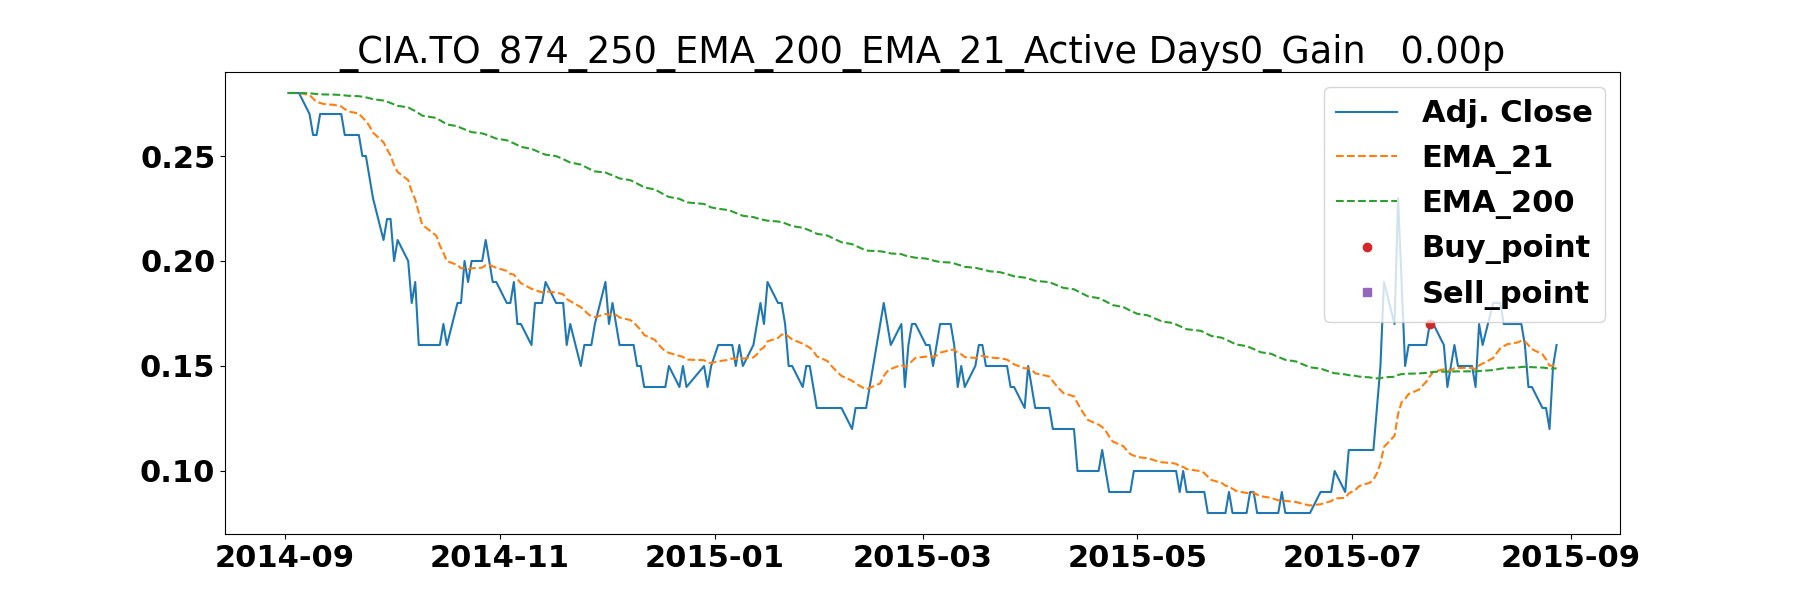 _CIA.TO_874_250_EMA_200_EMA_21_Active Days0_Gain   0.00p
Adj. Close
EMA_21
EMA_200
Buy_point
Sell_point
0.25
0.20
0.15
0.10
2014-09 2014-11 2015-01 2015-03 2015-05 2015-07 2015-09